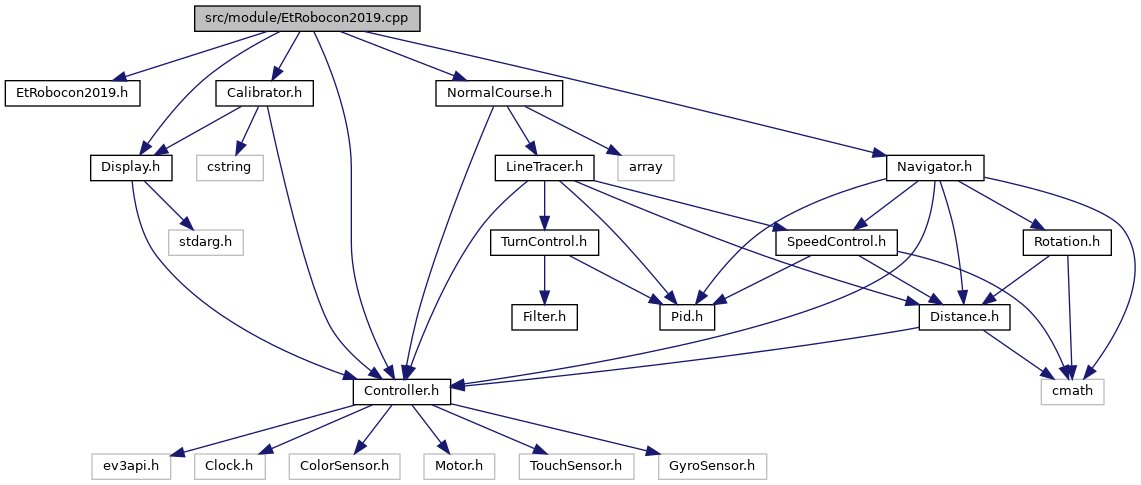 src/module/EtRobocon2019.cpp
EtRobocon2019.h
Calibrator.h
NormalCourse.h
Display.h
cstring
LineTracer.h
array
Navigator.h
stdarg.h
TurnControl.h
SpeedControl.h
Rotation.h
Filter.h
Pid.h
Distance.h
Controller.h
cmath
ev3api.h
Clock.h
ColorSensor.h
Motor.h
TouchSensor.h
GyroSensor.h